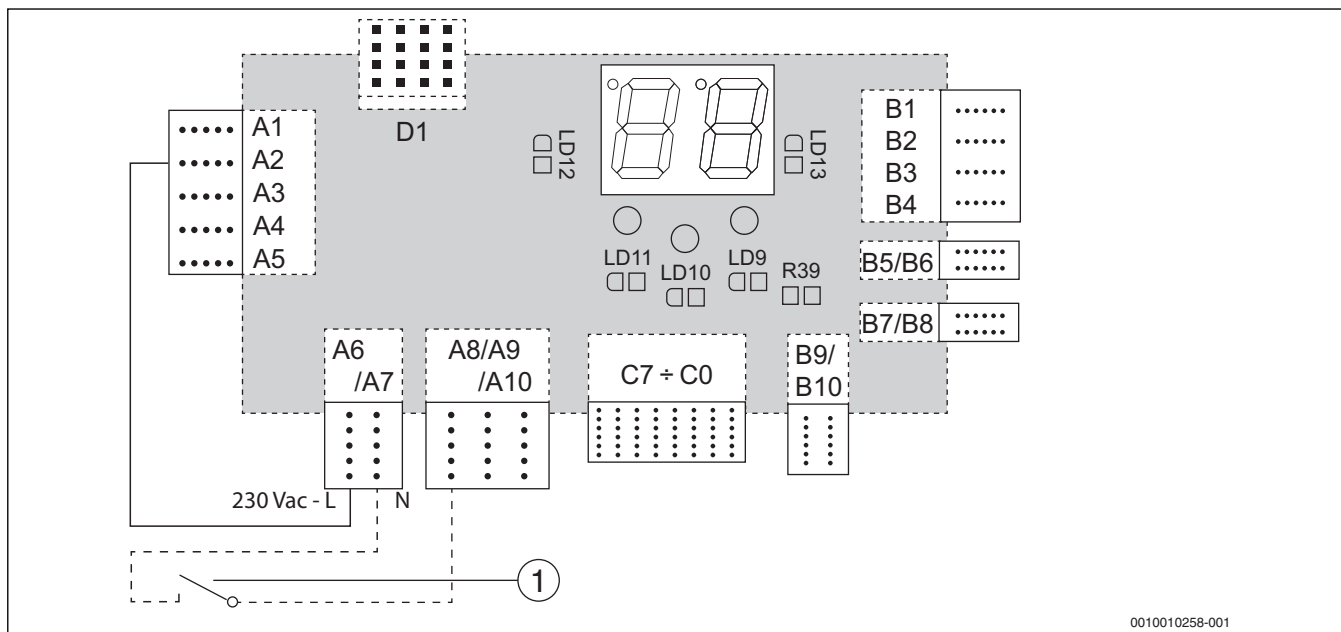 D1
A1
A2
A3
A4
A5
LD12
LD13
B1
B2
B3
B4
LD11
LD10
LD9
R39
B5/B6
B7/B8
A6
/A7
A8/A9
/A10
C7 ÷ C0
B9/
B10
230 Vac - L
N
1
0010010258-001